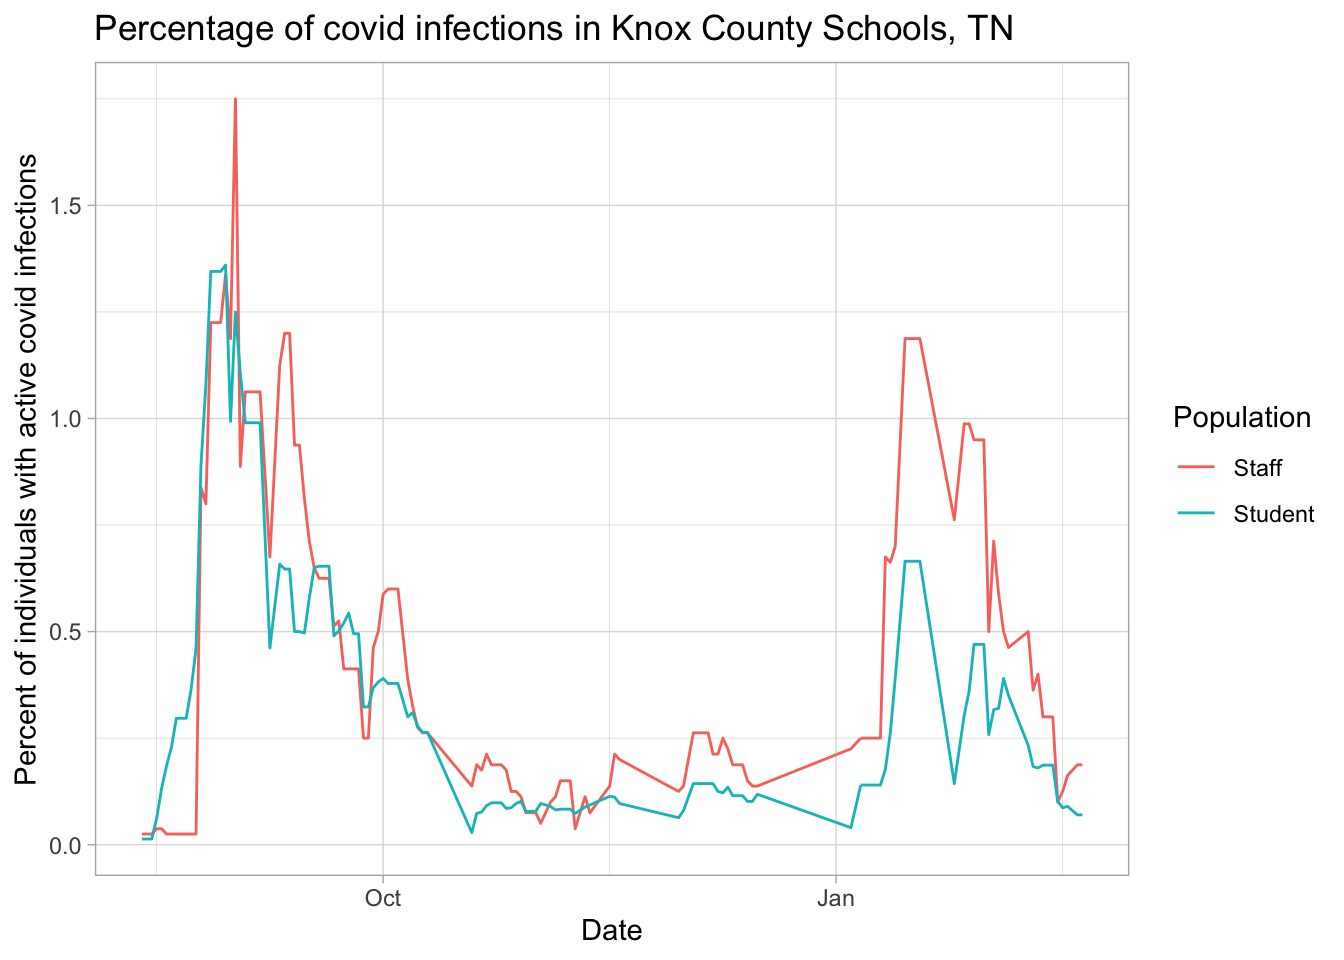 Percentage of covid infections in Knox County Schools, TN
Percent of individuals with active covid infections
1.5
1.0
0.5
0.0
Oct
Jan
Date
Population
Staff
Student